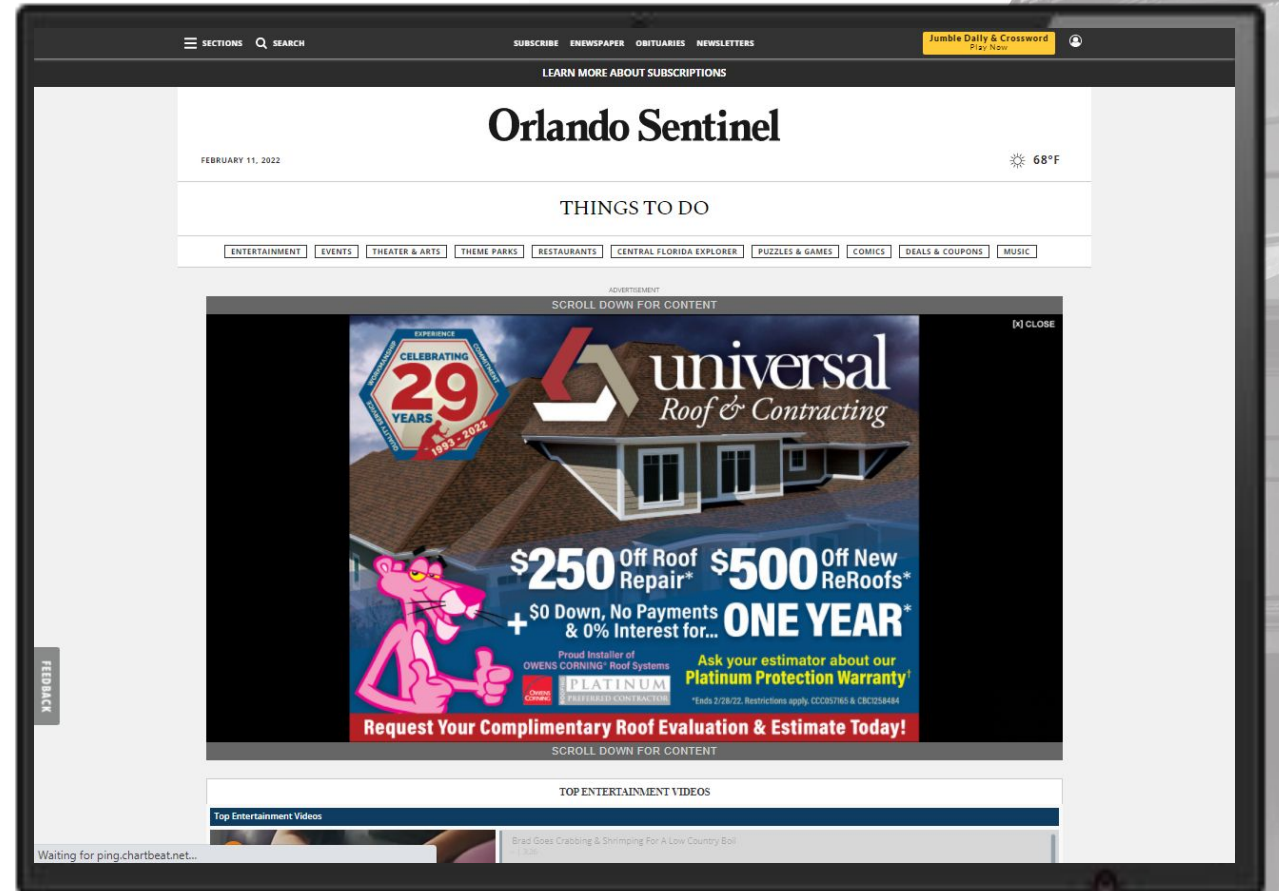 SECTIONS SEARCH SUBSCRIBE ENEWSPAPER OBITUARIES NEWSLETTERS Jumble Daily & Crossword
Play Now
LEARN MORE ABOUT SUBSCRIPTIONS
Orlando Sentinel
FEBRUARY 11, 2022 68°F
THINGS TO DO
ENTERTAINMENT EVENTS THEATER & ARTS THEME PARKS RESTAURANTS CENTRAL FLORIDA EXPLORER PUZZLES & GAMES COMICS DEALS & COUPONS MUSIC
ADVERTISEMENT
SCROLL DOWN FOR CONTENT
[X] CLOSE
EXPERIENCE
WORKMANSHIP
COMMITMENT
QUALITY SERVICE
CELEBRATING
29
YEARS
1993 - 2022
universal
Roof & Contracting
$250 Off Roof Repair* $500 Off New ReRoofs*
+ $0 Down, No Payments
& 0% Interest for... ONE YEAR*
Proud Installer of
OWENS CORNING® Roof Systems
OWENS CORNING
PLATINUM
PREFERRED CONTRACTOR
Ask your estimator about our
Platinum Protection Warranty†
*Ends 2/28/22. Restrictions apply. CCC057165 & CBC1258484
Request Your Complimentary Roof Evaluation & Estimate Today!
SCROLL DOWN FOR CONTENT
FEEDBACK
TOP ENTERTAINMENT VIDEOS
Top Entertainment Videos
Brad Goes Crabbing & Shrimping For A Low Country Boil
Waiting for ping.chartbeat.net...